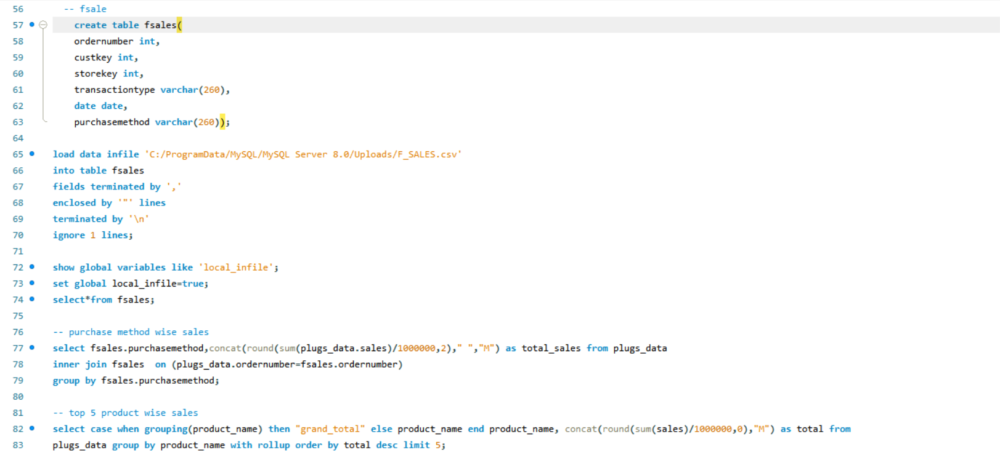 56 -- fsale
57 create table fsales(
58 ordernumber int,
59 custkey int,
60 storekey int,
61 transactiontype varchar(260),
62 date date,
63 purchasemethod varchar(260));
64
65 load data infile 'C:/ProgramData/MySQL/MySQL Server 8.0/Uploads/F_SALES.csv'
66 into table fsales
67 fields terminated by ','
68 enclosed by '"' lines
69 terminated by '\n'
70 ignore 1 lines;
71
72 show global variables like 'local_infile';
73 set global local_infile=true;
74 select*from fsales;
75
76 -- purchase method wise sales
77 select fsales.purchasemethod,concat(round(sum(plugs_data.sales)/1000000,2)," ","M") as total_sales from plugs_data
78 inner join fsales  on (plugs_data.ordernumber=fsales.ordernumber)
79 group by fsales.purchasemethod;
80
81 -- top 5 product wise sales
82 select case when grouping(product_name) then "grand_total" else product_name end product_name, concat(round(sum(sales)/1000000,0),"M") as total from
83 plugs_data group by product_name with rollup order by total desc limit 5;